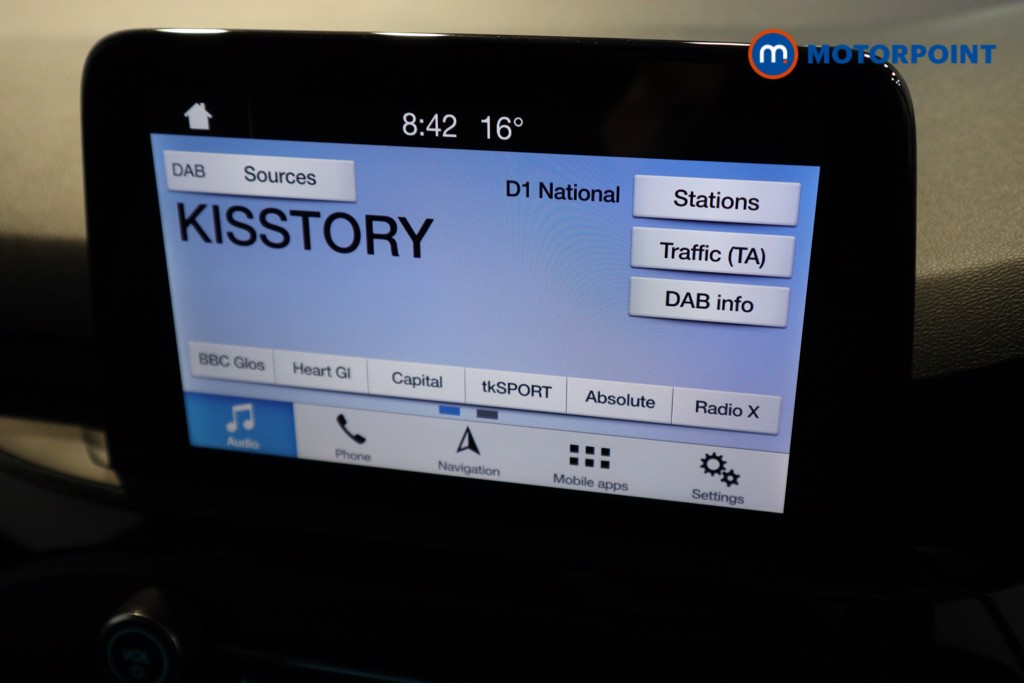 m MOTORPOINT
8:42 16°
DAB Sources
D1 National
Stations
KISSTORY
Traffic (TA)
DAB info
BBC Glos
Heart Gl
Capital
tkSPORT
Absolute
Radio X
Audio
Phone
Navigation
Mobile apps
Settings